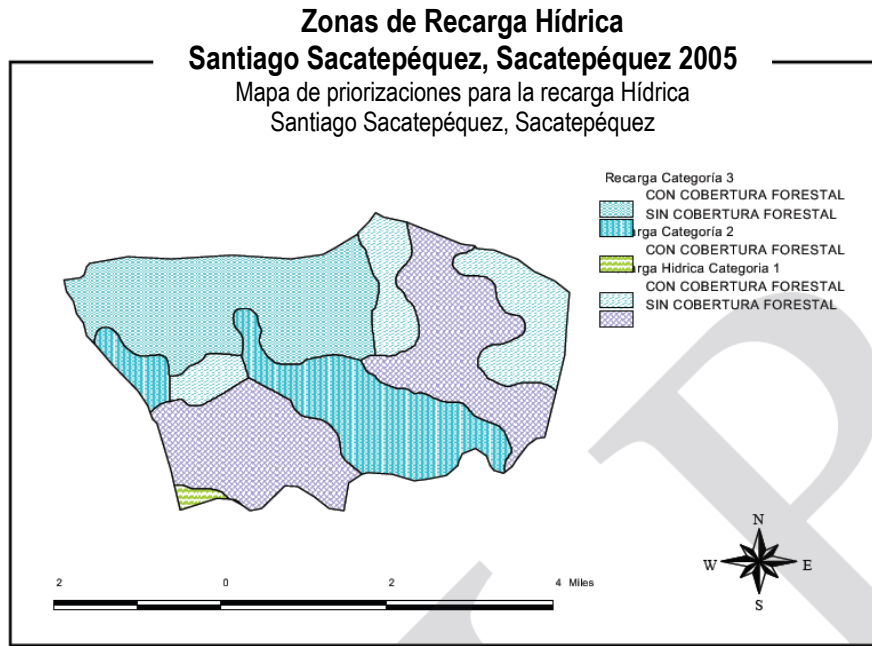 Zonas de Recarga Hídrica
Santiago Sacatepéquez, Sacatepéquez 2005
Mapa de priorizaciones para la recarga Hídrica
Santiago Sacatepéquez, Sacatepéquez
Recarga Categoría 3
CON COBERTURA FORESTAL
SIN COBERTURA FORESTAL
arga Categoría 2
CON COBERTURA FORESTAL
arga Hidrica Categoria 1
CON COBERTURA FORESTAL
SIN COBERTURA FORESTAL
N
W E
S
2 0 2 4 Miles